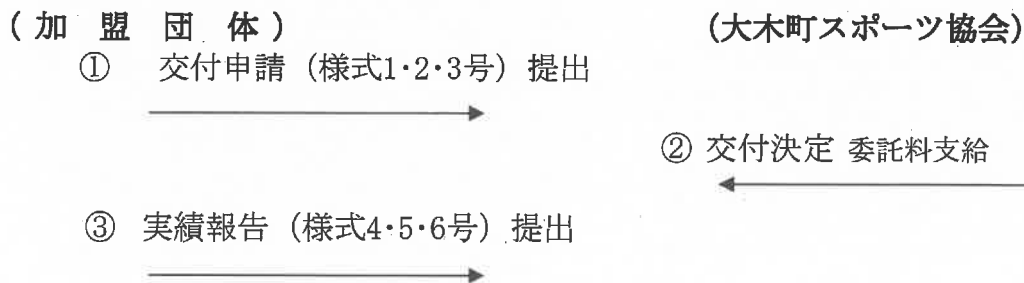 (加 盟 団 体) (大木町スポーツ協会)
① 交付申請 (様式1・2・3号) 提出
② 交付決定 委託料支給
③ 実績報告 (様式4・5・6号) 提出